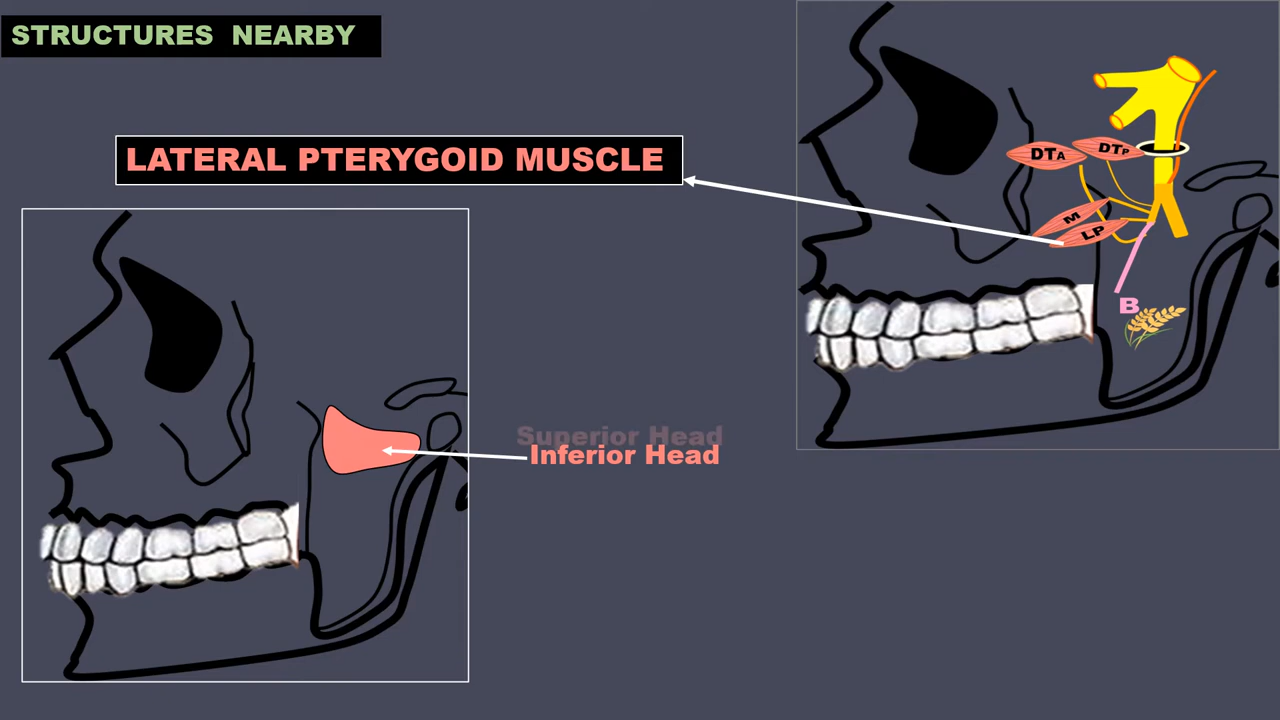 STRUCTURES NEARBY
LATERAL PTERYGOID MUSCLE
DTA
DTP
M
LP
B
Superior Head
Inferior Head